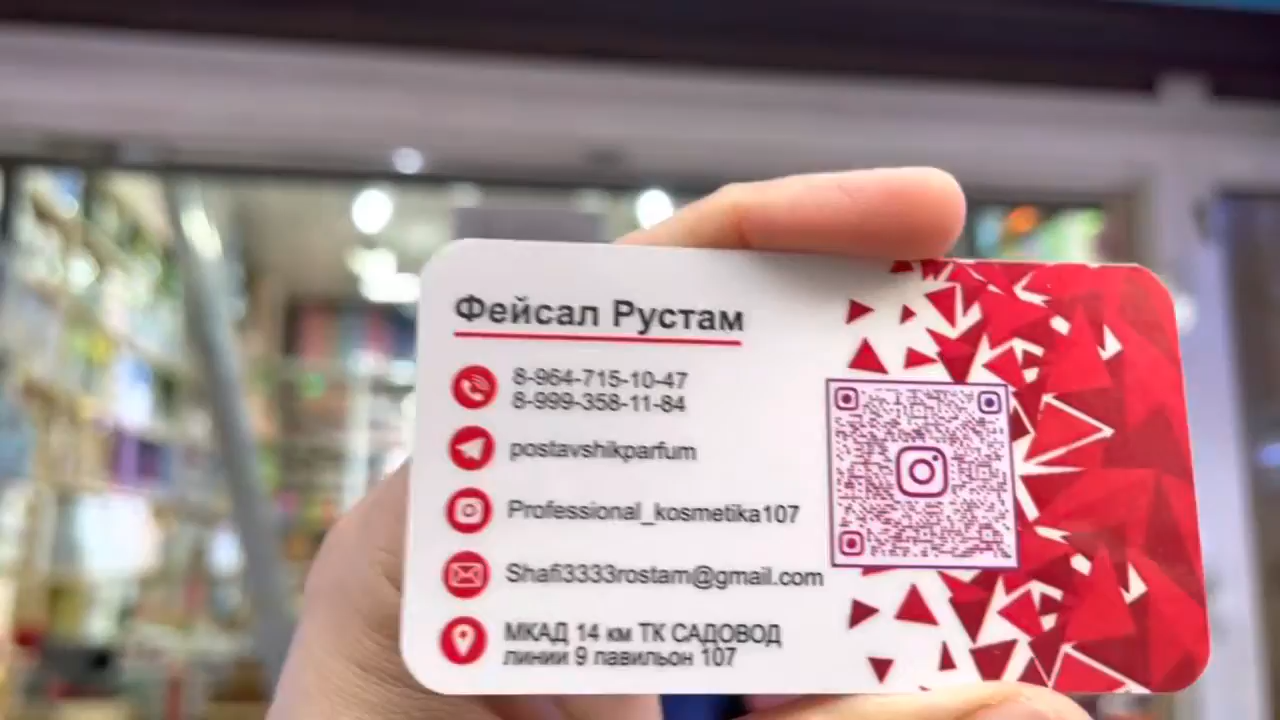 Фейсал Рустам
8-964-715-10-47
8-999-358-11-84
postavshikparfum
Professional_kosmetika107
Shafi3333rostam@gmail.com
МКАД 14 км ТК САДОВОД
линии 9 павильон 107